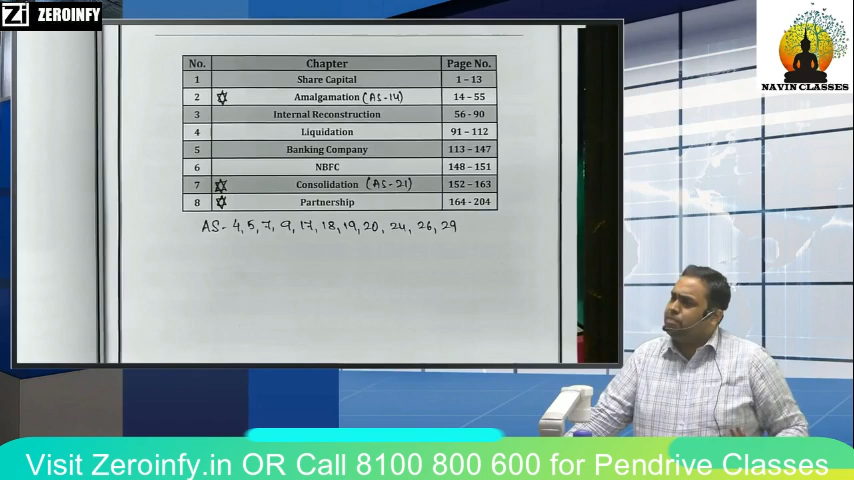 Zi ZEROINFY
NAVIN CLASSES
No. Chapter Page No.
1 Share Capital 1 – 13
2 Amalgamation (AS-14) 14 – 55
3 Internal Reconstruction 56 - 90
4 Liquidation 91 – 112
5 Banking Company 113 – 147
6 NBFC 148 – 151
7 Consolidation (AS-21) 152 – 163
8 Partnership 164 - 204
AS- 4, 5, 7, 9, 17, 18, 19, 20, 24, 26, 29
Visit Zeroinfy.in OR Call 8100 800 600 for Pendrive Classes